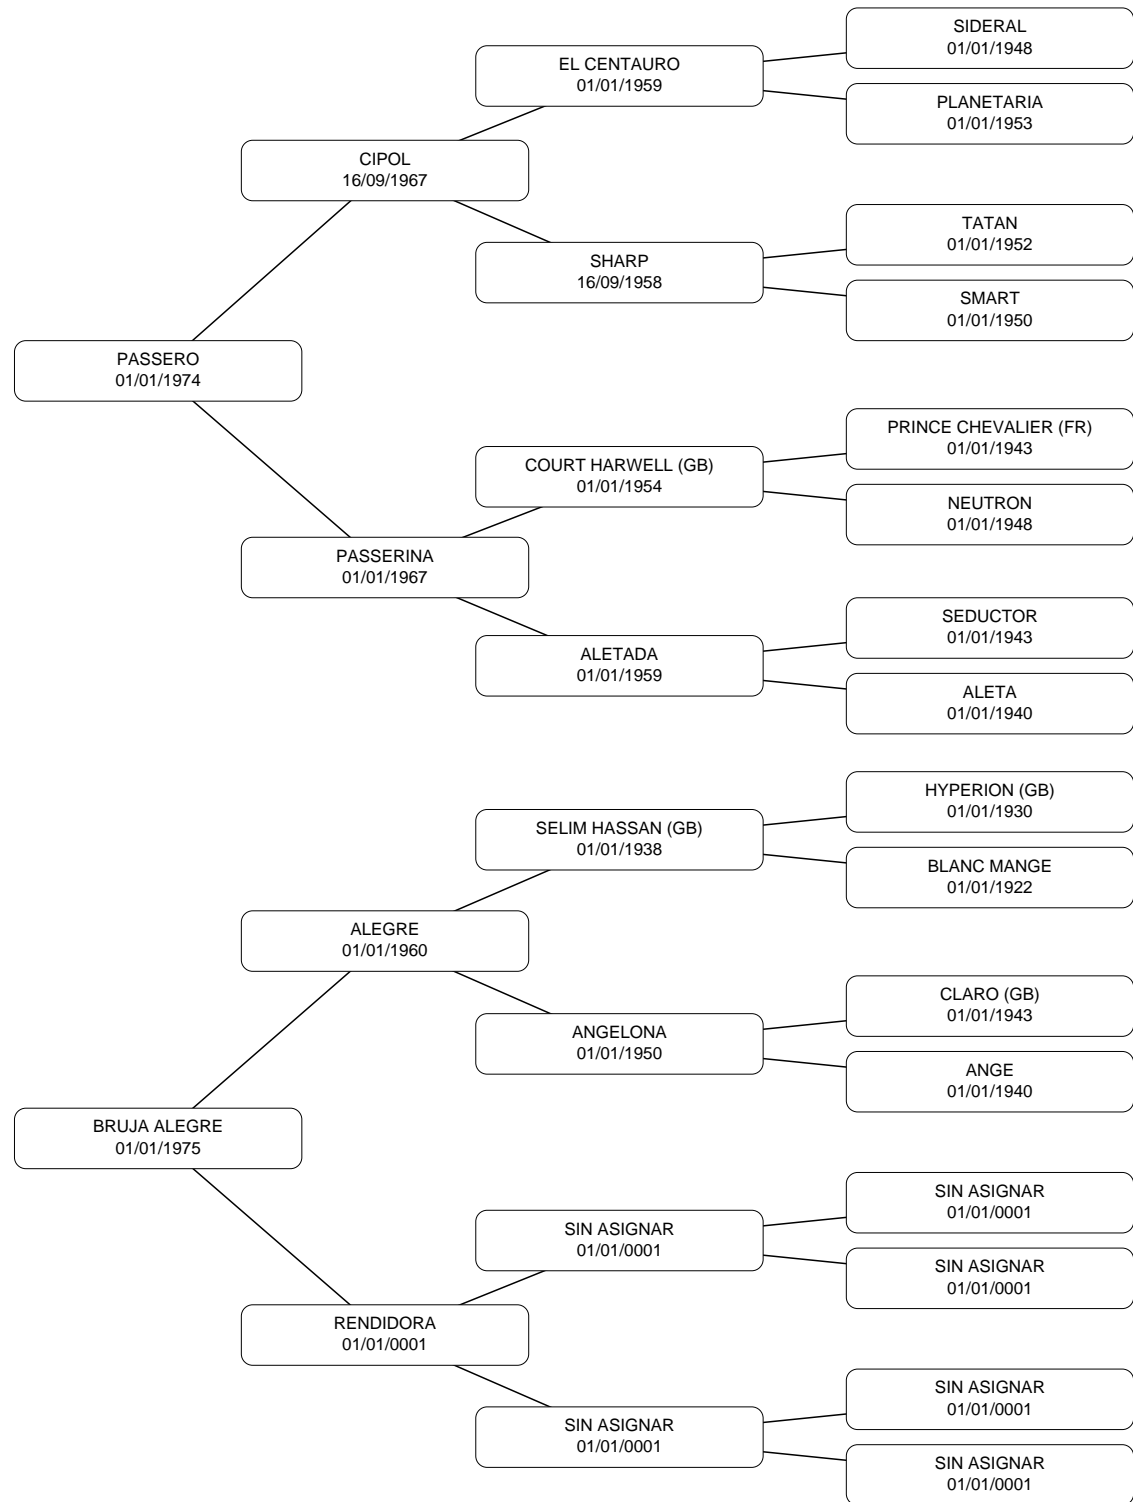 SIDERAL
01/01/1948
EL CENTAURO
01/01/1959
PLANETARIA
01/01/1953
CIPOL
16/09/1967
TATAN
01/01/1952
SHARP
16/09/1958
SMART
01/01/1950
PASSERO
01/01/1974
PRINCE CHEVALIER (FR)
01/01/1943
COURT HARWELL (GB)
01/01/1954
NEUTRON
01/01/1948
PASSERINA
01/01/1967
SEDUCTOR
01/01/1943
ALETADA
01/01/1959
ALETA
01/01/1940
HYPERION (GB)
01/01/1930
SELIM HASSAN (GB)
01/01/1938
BLANC MANGE
01/01/1922
ALEGRE
01/01/1960
CLARO (GB)
01/01/1943
ANGELONA
01/01/1950
ANGE
01/01/1940
BRUJA ALEGRE
01/01/1975
SIN ASIGNAR
01/01/0001
SIN ASIGNAR
01/01/0001
SIN ASIGNAR
01/01/0001
RENDIDORA
01/01/0001
SIN ASIGNAR
01/01/0001
SIN ASIGNAR
01/01/0001
SIN ASIGNAR
01/01/0001